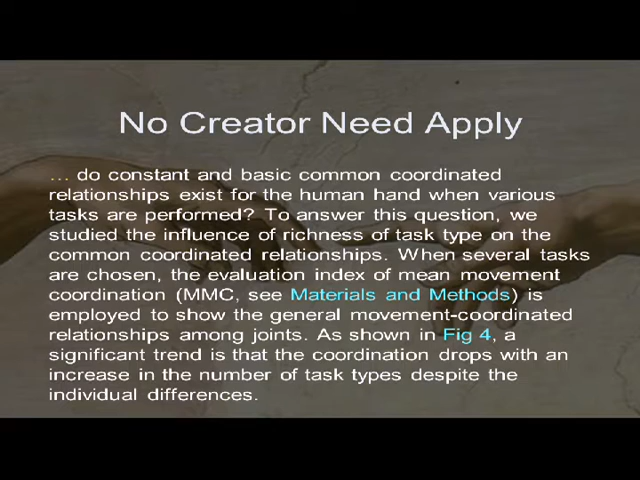 No Creator Need Apply
... do constant and basic common coordinated
relationships exist for the human hand when various
tasks are performed? To answer this question, we
studied the influence of richness of task type on the
common coordinated relationships. When several tasks
are chosen, the evaluation index of mean movement
coordination (MMC, see Materials and Methods) is
employed to show the general movement-coordinated
relationships among joints. As shown in Fig 4, a
significant trend is that the coordination drops with an
increase in the number of task types despite the
individual differences.